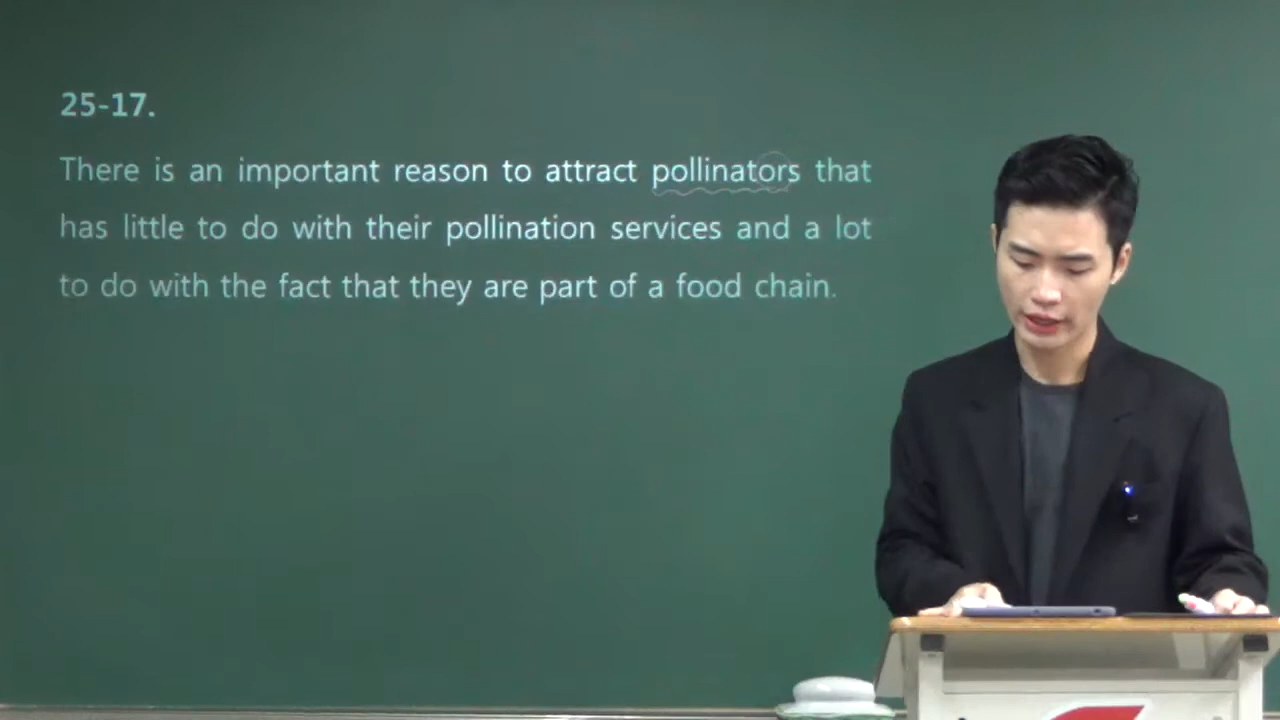 25-17.
There is an important reason to attract pollinators that
has little to do with their pollination services and a lot
to do with the fact that they are part of a food chain.